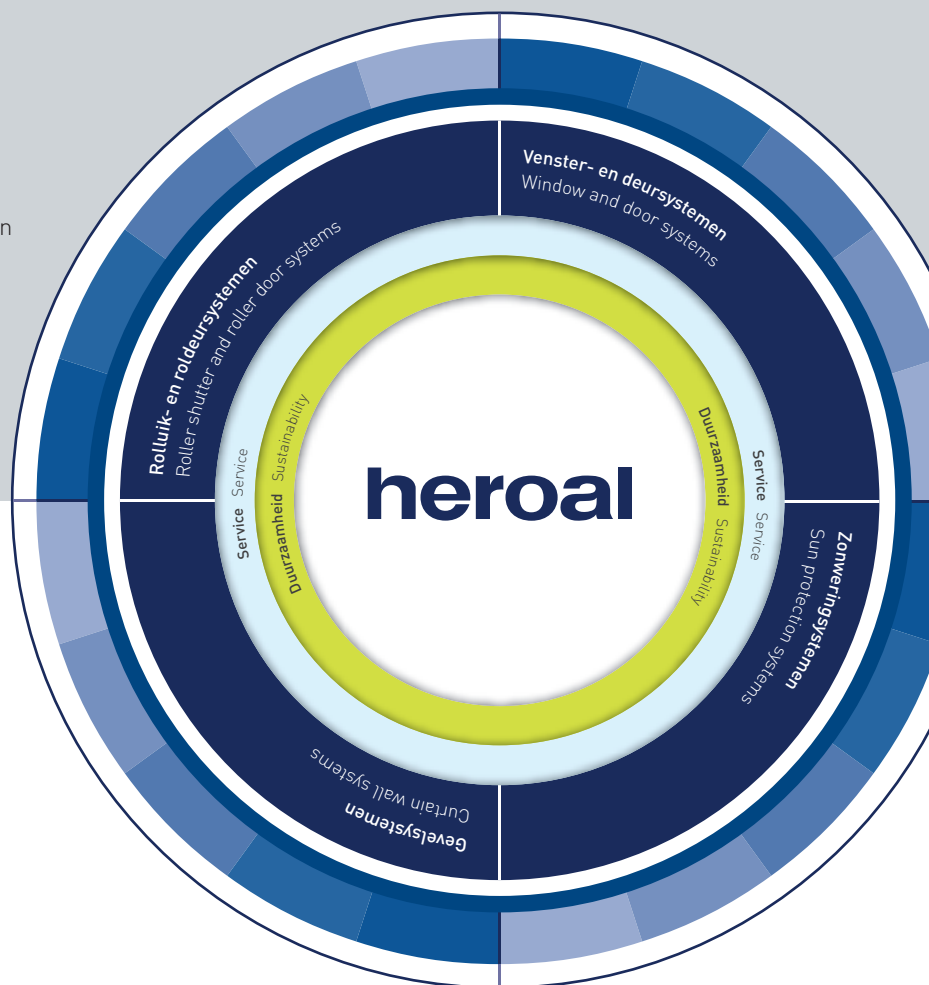 n
Venster- en deursystemen
Window and door systems
Rolluik- en roldeursystemen
Roller shutter and roller door systems
Service Service
Duurzaamheid Sustainability
heroal
Duurzaamheid Sustainability
Service Service
Zonweringsystemen
Sun protection systems
Curtain wall systems
Gevelsystemen